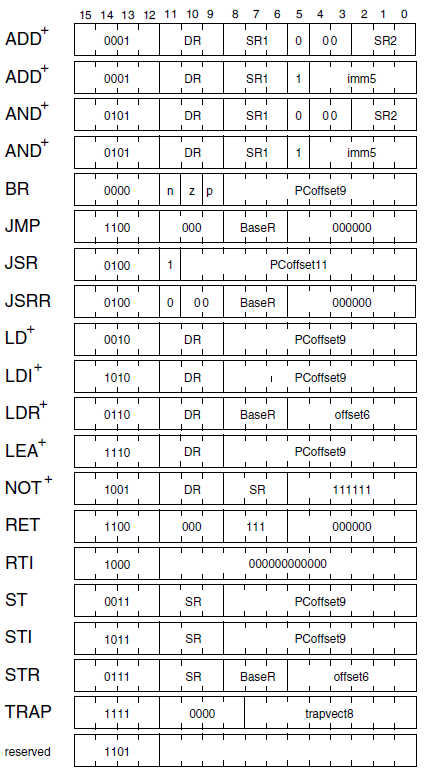 15 14 13 12 11 10 9 8 7 6 5 4 3 2 1 0
ADD+ 0001 DR SR1 0 00 SR2
ADD+ 0001 DR SR1 1 imm5
AND+ 0101 DR SR1 0 00 SR2
AND+ 0101 DR SR1 1 imm5
BR 0000 n z p PCoffset9
JMP 1100 000 BaseR 000000
JSR 0100 1 PCoffset11
JSRR 0100 0 00 BaseR 000000
LD+ 0010 DR PCoffset9
LDI+ 1010 DR PCoffset9
LDR+ 0110 DR BaseR offset6
LEA+ 1110 DR PCoffset9
NOT+ 1001 DR SR 111111
RET 1100 000 111 000000
RTI 1000 000000000000
ST 0011 SR PCoffset9
STI 1011 SR PCoffset9
STR 0111 SR BaseR offset6
TRAP 1111 0000 trapvect8
reserved 1101